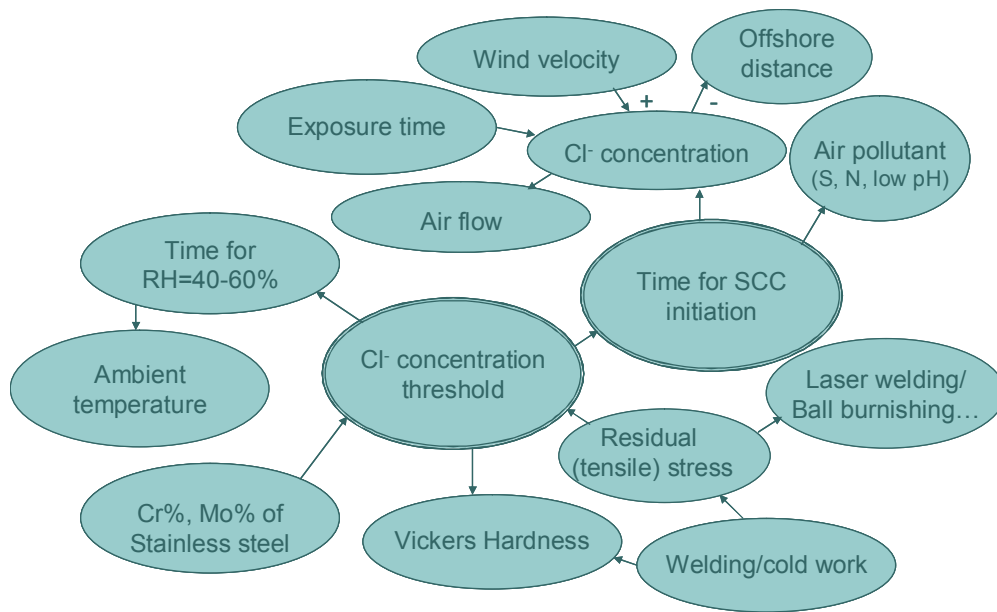 Wind velocity
Offshore
distance
+
-
Exposure time
Cl⁻ concentration
Air pollutant
(S, N, low pH)
Air flow
Time for
RH=40-60%
Time for SCC
initiation
Cl⁻ concentration
threshold
Ambient
temperature
Laser welding/
Ball burnishing…
Residual
(tensile) stress
Cr%, Mo% of
Stainless steel
Vickers Hardness
Welding/cold work